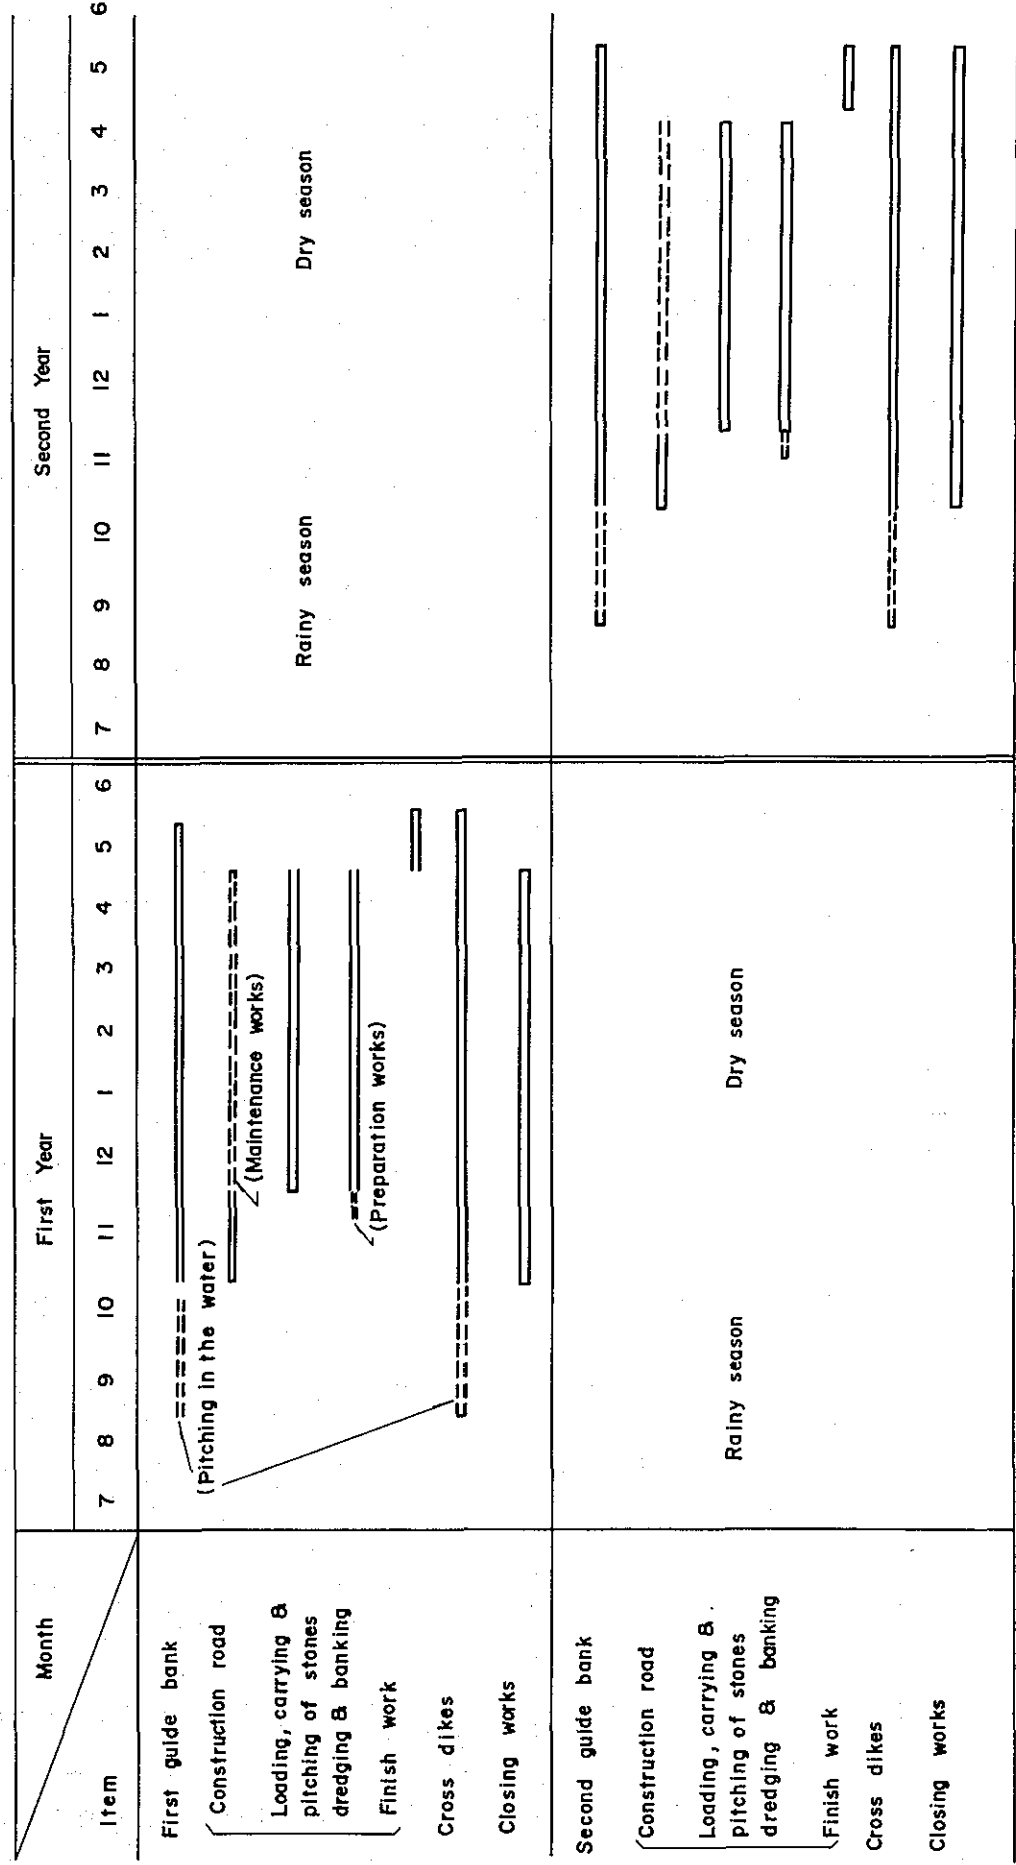 Month
Item
First Year
Second Year
7 8 9 10 11 12 1 2 3 4 5 6
7 8 9 10 11 12 1 2 3 4 5 6
First guide bank
Construction road
Loading, carrying &
pitching of stones
dredging & banking
Finish work
Cross dikes
Closing works
(Pitching in the water)
(Maintenance works)
(Preparation works)
Rainy season
Dry season
Second guide bank
Construction road
Loading, carrying &
pitching of stones
dredging & banking
Finish work
Cross dikes
Closing works
Rainy season
Dry season